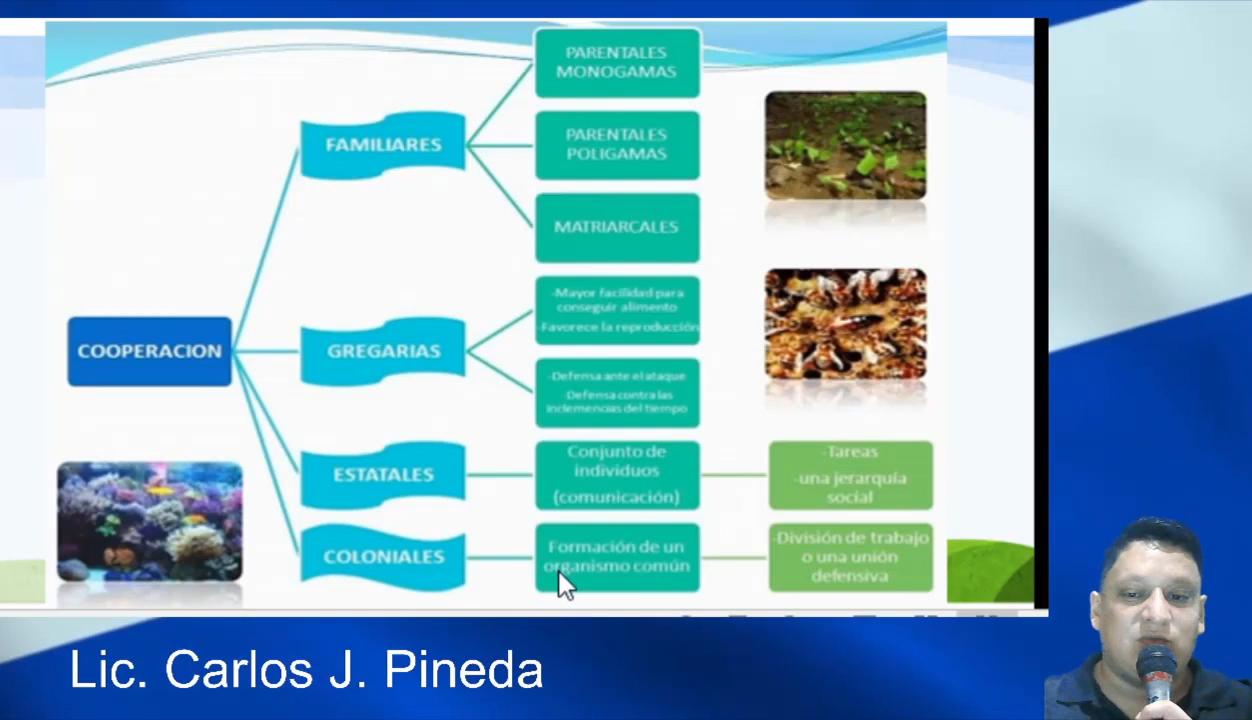 PARENTALES
MONOGAMAS
FAMILIARES
PARENTALES
POLIGAMAS
MATRIARCALES
COOPERACION
GREGARIAS
-Mayor facilidad para
conseguir alimento
-Favorece la reproducción
-Defensa ante el ataque
-Defensa contra las
inclemencias del tiempo
ESTATALES
Conjunto de
individuos
(comunicación)
-Tareas
-una jerarquía
social
COLONIALES
Formación de un
organismo común
-División de trabajo
o una unión
defensiva
Lic. Carlos J. Pineda